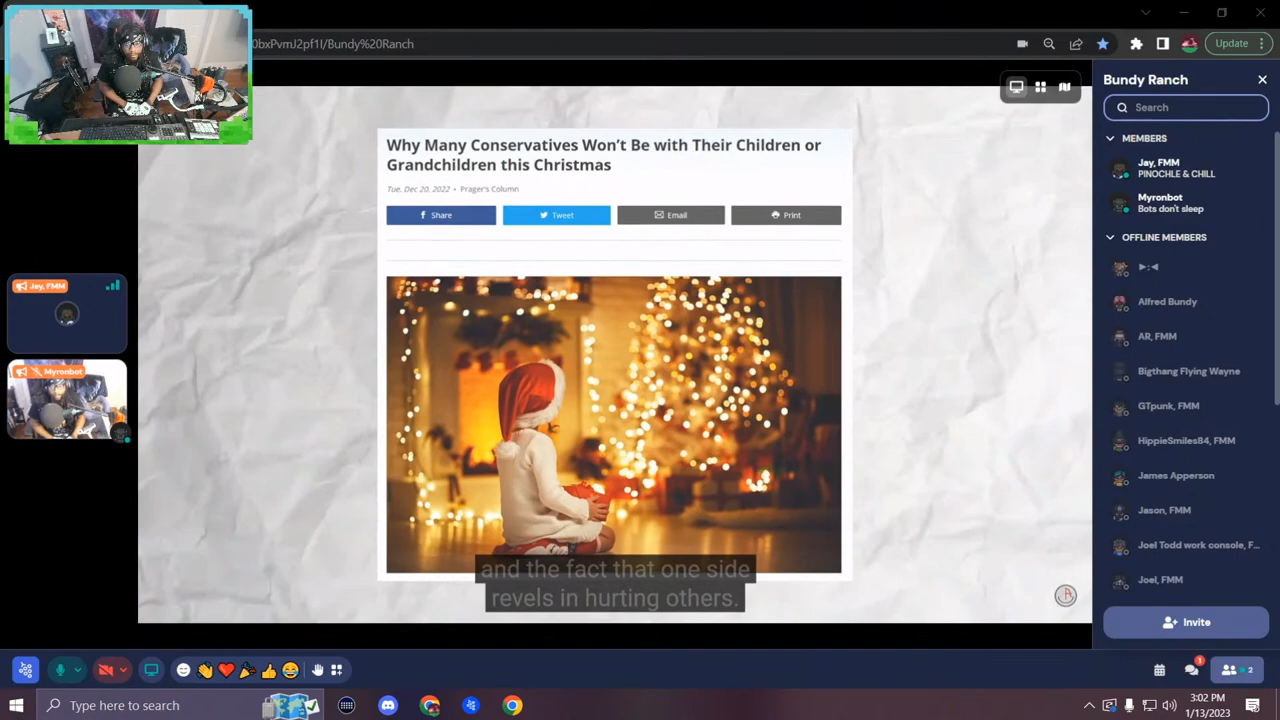 0bxPvmJ2pf1I/Bundy%20Ranch
Update
Bundy Ranch
Search
MEMBERS
Jay, FMM
PINOCHLE & CHILL
Myronbot
Bots don't sleep
OFFLINE MEMBERS
Alfred Bundy
AR, FMM
Bigthang Flying Wayne
GTpunk, FMM
HippieSmiles84, FMM
James Apperson
Jason, FMM
Joel Todd work console, F...
Joel, FMM
Invite
Jay, FMM
Myronbot
Why Many Conservatives Won't Be with Their Children or
Grandchildren this Christmas
Tue, Dec 20, 2022 • Prager's Column
Share
Tweet
Email
Print
and the fact that one side
revels in hurting others.
1
2
Type here to search
3:02 PM
1/13/2023